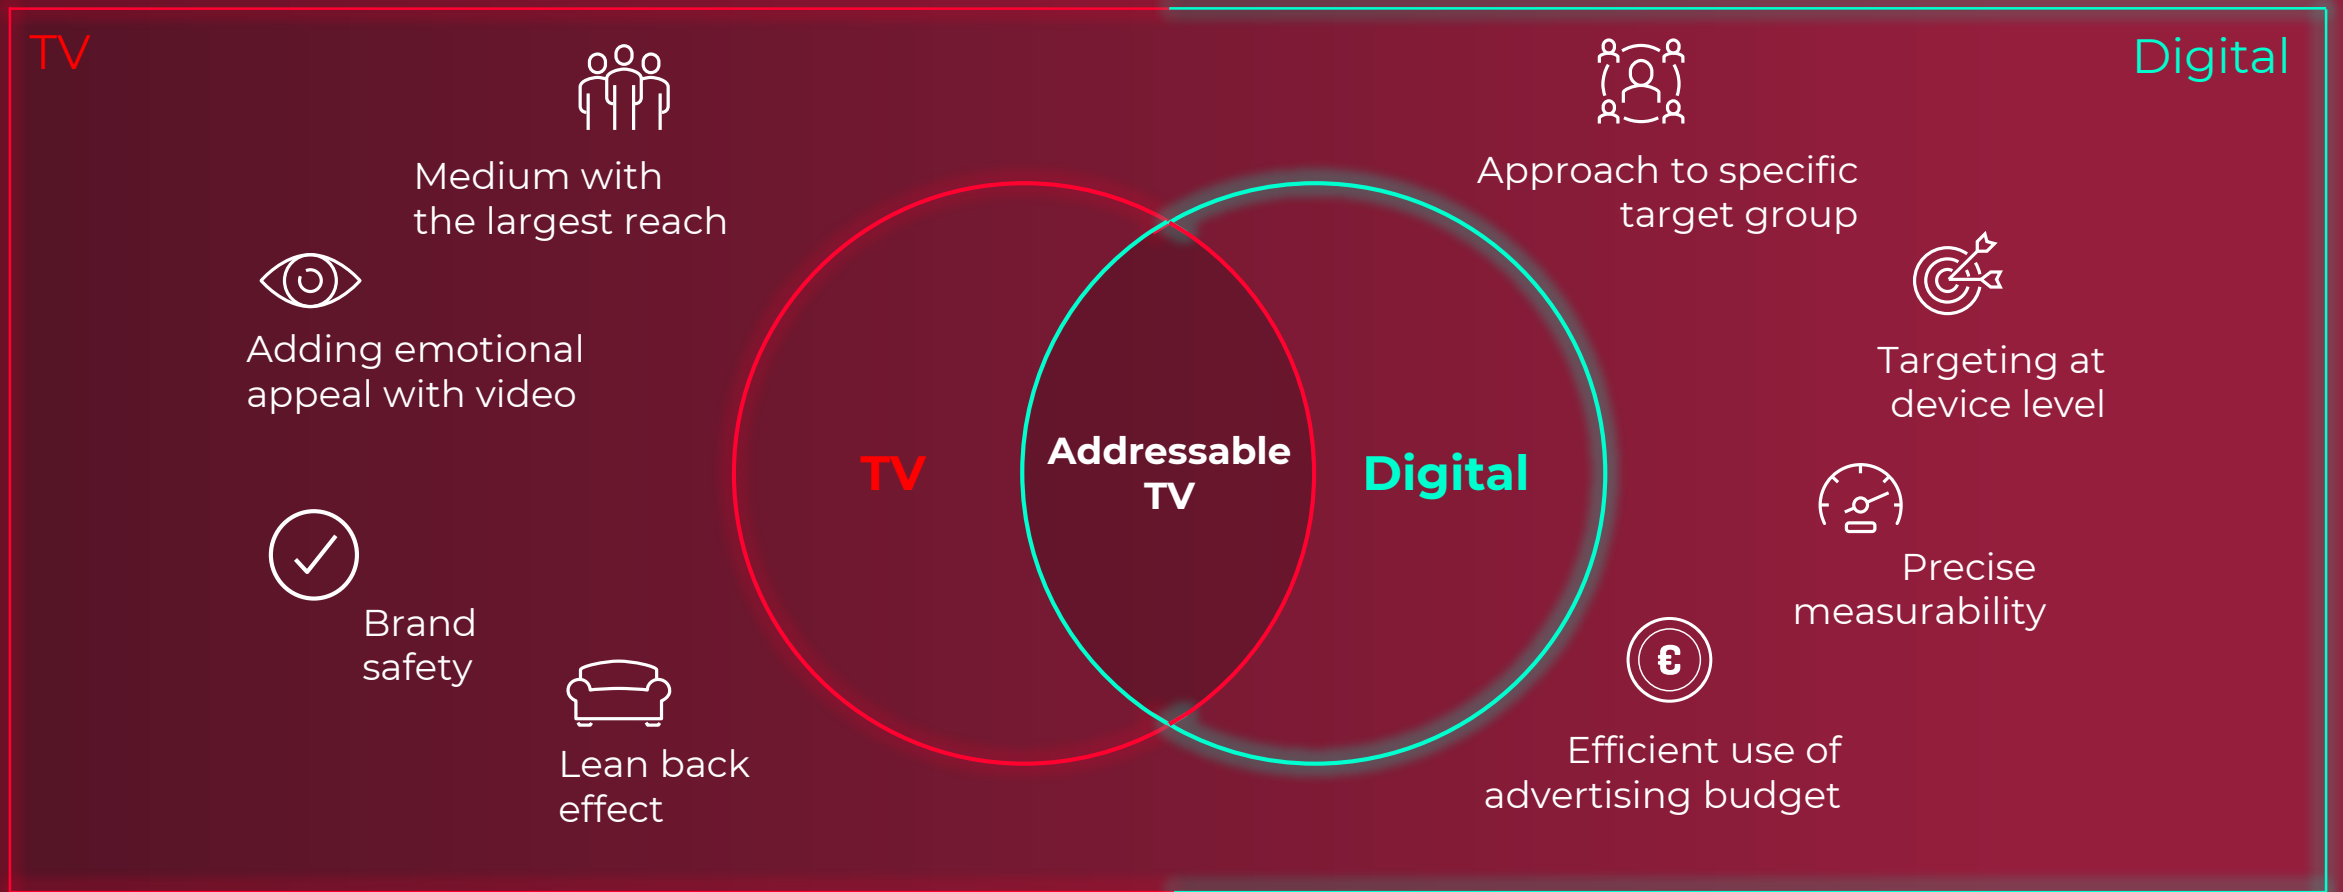 TV
Digital
Medium with
the largest reach
Adding emotional
appeal with video
Brand
safety
Lean back
effect
TV
Addressable
TV
Digital
Approach to specific
target group
Targeting at
device level
Precise
measurability
€
Efficient use of
advertising budget